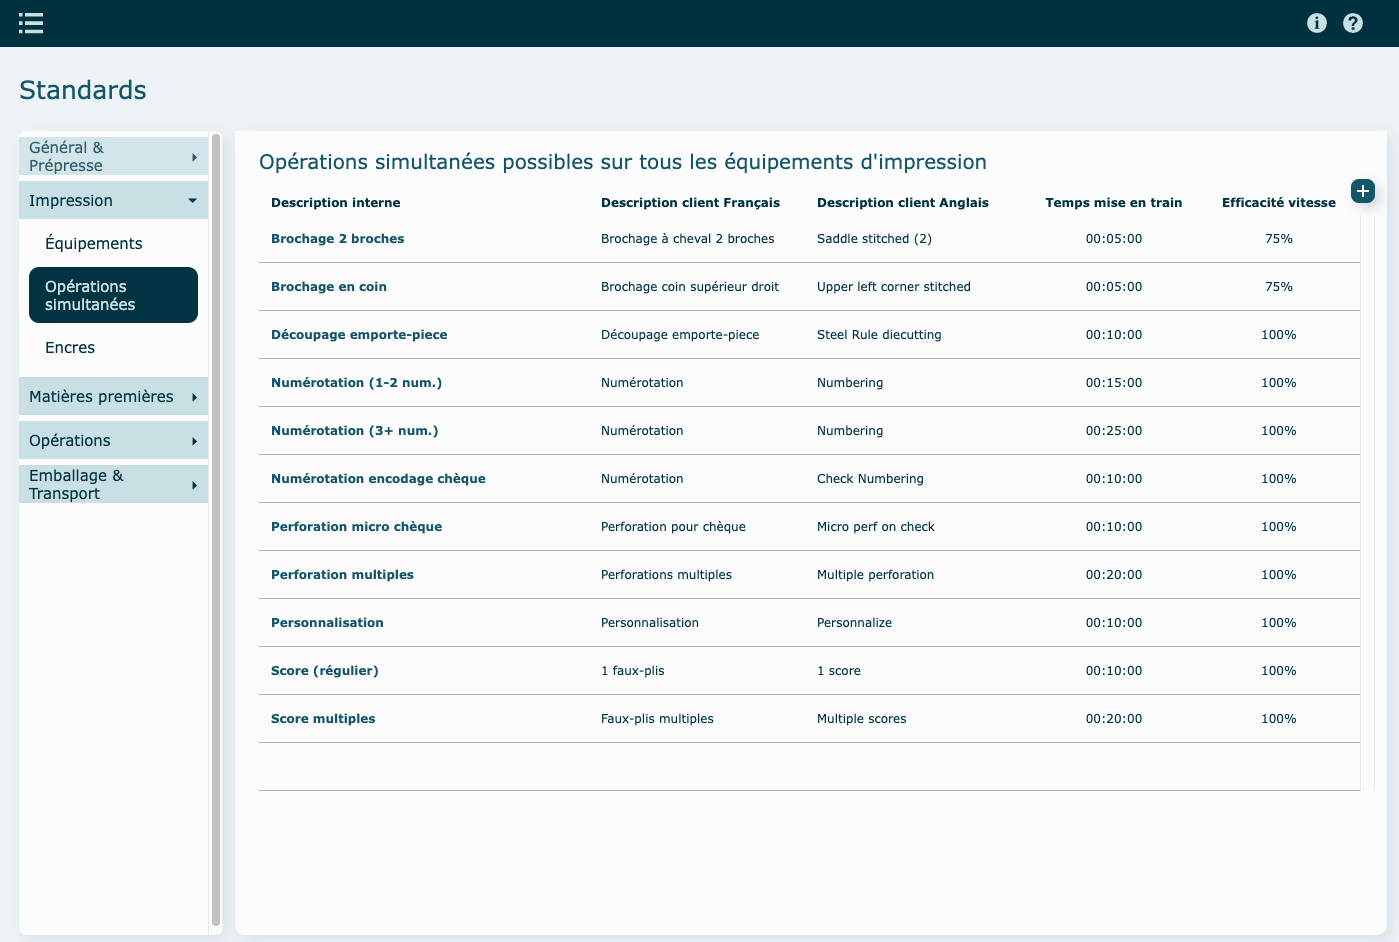 Standards
Général &
Prépresse
Impression
Équipements
Opérations
simultanées
Encres
Matières premières
Opérations
Emballage &
Transport
Opérations simultanées possibles sur tous les équipements d'impression
Description interne Description client Français Description client Anglais Temps mise en train Efficacité vitesse
Brochage 2 broches Brochage à cheval 2 broches Saddle stitched (2) 00:05:00 75%
Brochage en coin Brochage coin supérieur droit Upper left corner stitched 00:05:00 75%
Découpage emporte-piece Découpage emporte-piece Steel Rule diecutting 00:10:00 100%
Numérotation (1-2 num.) Numérotation Numbering 00:15:00 100%
Numérotation (3+ num.) Numérotation Numbering 00:25:00 100%
Numérotation encodage chèque Numérotation Check Numbering 00:10:00 100%
Perforation micro chèque Perforation pour chèque Micro perf on check 00:10:00 100%
Perforation multiples Perforations multiples Multiple perforation 00:20:00 100%
Personnalisation Personnalisation Personnalize 00:10:00 100%
Score (régulier) 1 faux-plis 1 score 00:10:00 100%
Score multiples Faux-plis multiples Multiple scores 00:20:00 100%